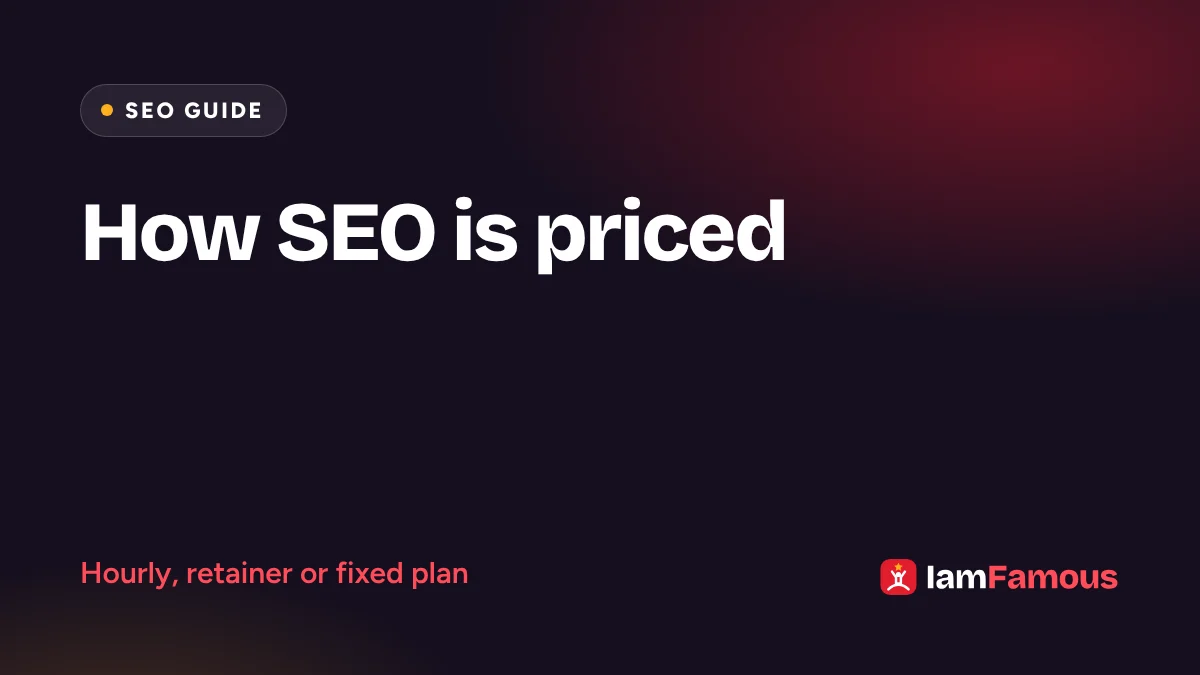 SEO GUIDE
How SEO is priced
Hourly, retainer or fixed plan
IamFamous